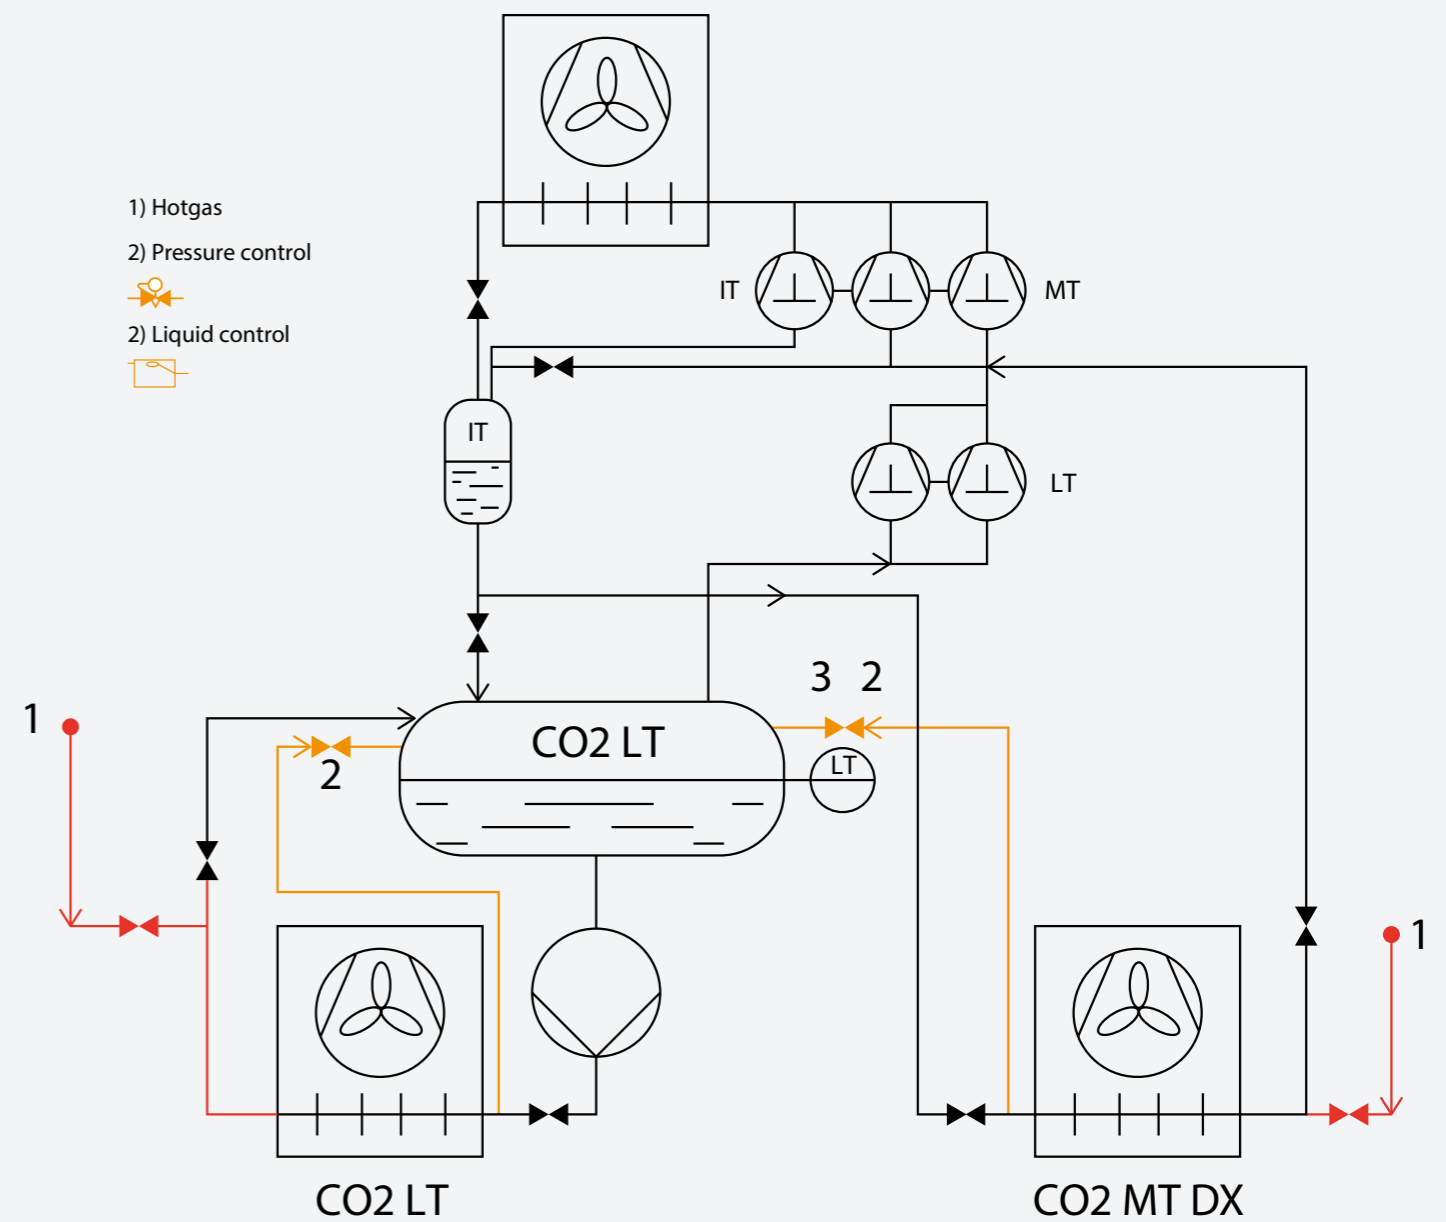 1) Hotgas
2) Pressure control
2) Liquid control
IT
MT
IT
LT
3 2
1
CO2 LT
2
LT
1
CO2 LT
CO2 MT DX